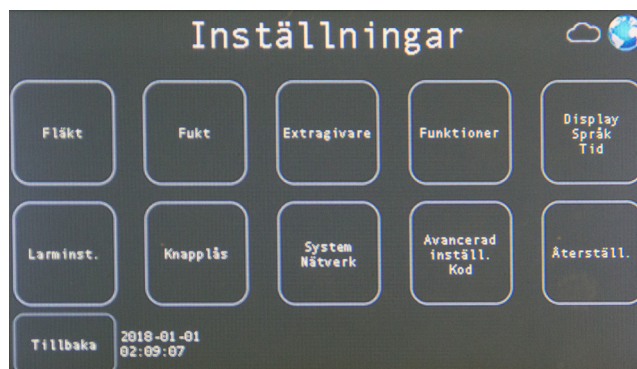 Inställningar
Fläkt
Fukt
Extragivare
Funktioner
Display
Språk
Tid
Larminst.
Knapplås
System
Nätverk
Avancerad
inställ.
Kod
Återställ.
Tillbaka
2018-01-01
02:09:07